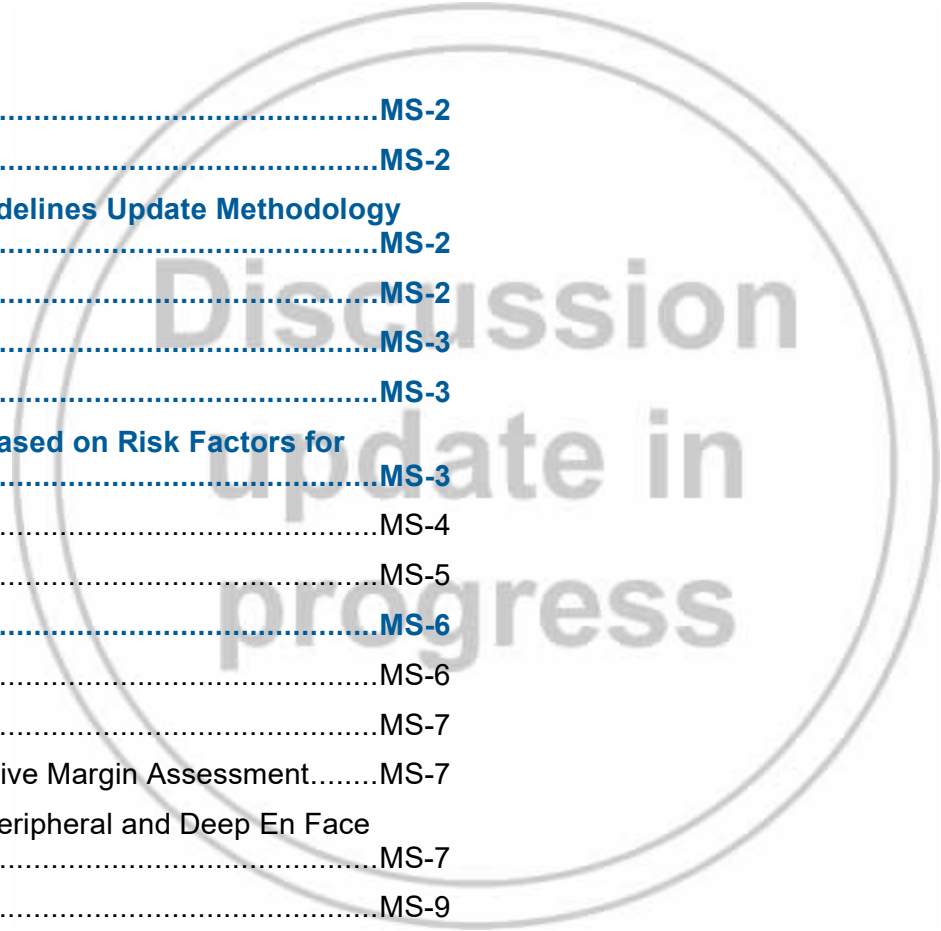 ........................................MS-2
........................................MS-2
delines Update Methodology
........................................MS-2
........................................MS-2
........................................MS-3
........................................MS-3
ased on Risk Factors for
........................................MS-3
........................................MS-4
........................................MS-5
........................................MS-6
........................................MS-6
........................................MS-7
ive Margin Assessment........MS-7
eripheral and Deep En Face
........................................MS-7
........................................MS-9
Discussion
update in
progress